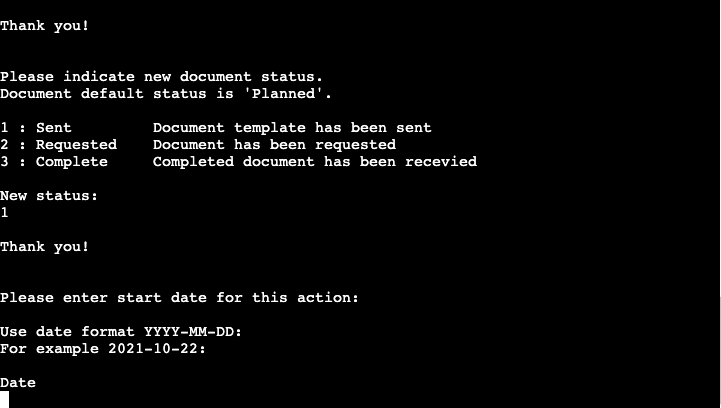 Thank you!
Please indicate new document status.
Document default status is 'Planned'.
1 : Sent         Document template has been sent
2 : Requested    Document has been requested
3 : Complete     Completed document has been recevied
New status:
1
Thank you!
Please enter start date for this action:
Use date format YYYY-MM-DD:
For example 2021-10-22:
Date